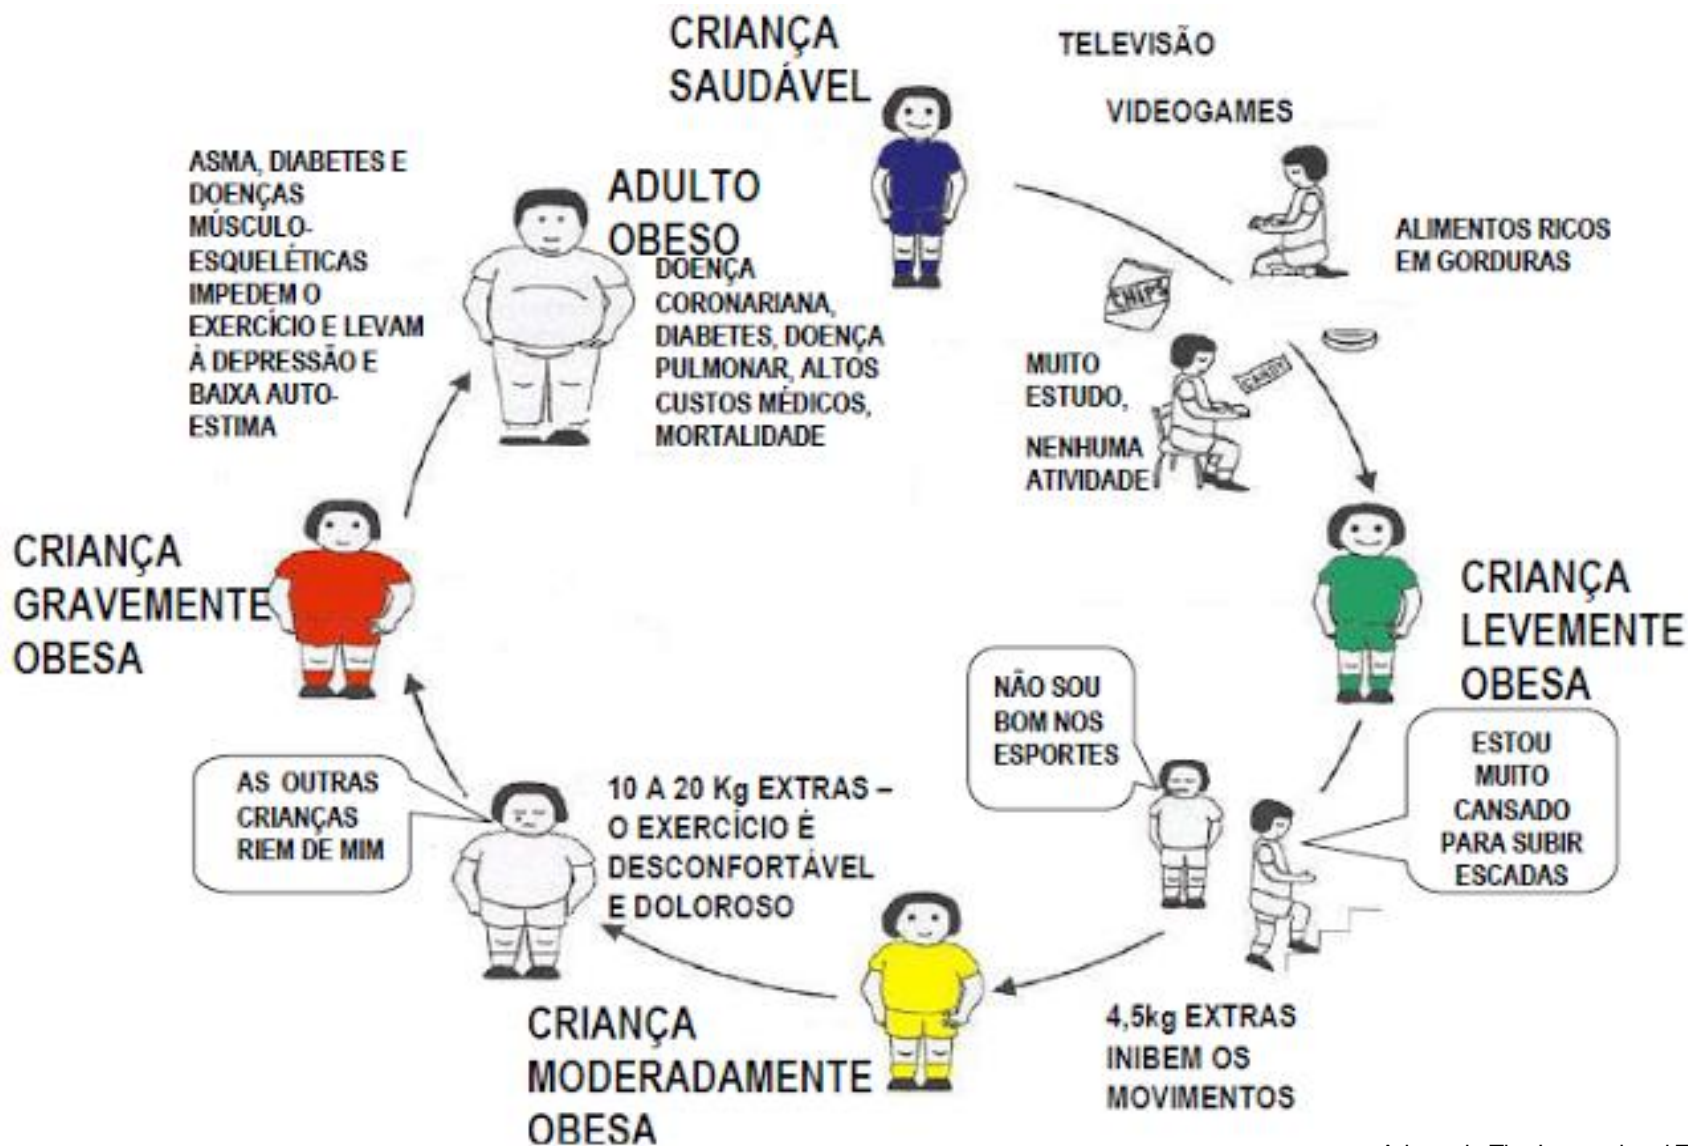 CRIANÇA
SAUDÁVEL
TELEVISÃO
VIDEOGAMES
ALIMENTOS RICOS
EM GORDURAS
CHIPS
CANDY
MUITO
ESTUDO,
NENHUMA
ATIVIDADE
CRIANÇA
LEVEMENTE
OBESA
ESTOU
MUITO
CANSADO
PARA SUBIR
ESCADAS
NÃO SOU
BOM NOS
ESPORTES
4,5kg EXTRAS
INIBEM OS
MOVIMENTOS
CRIANÇA
MODERADAMENTE
OBESA
10 A 20 Kg EXTRAS –
O EXERCÍCIO É
DESCONFORTÁVEL
E DOLOROSO
AS OUTRAS
CRIANÇAS
RIEM DE MIM
CRIANÇA
GRAVEMENTE
OBESA
ASMA, DIABETES E
DOENÇAS
MÚSCULO-
ESQUELÉTICAS
IMPEDEM O
EXERCÍCIO E LEVAM
À DEPRESSÃO E
BAIXA AUTO-
ESTIMA
ADULTO
OBESO
DOENÇA
CORONARIANA,
DIABETES, DOENÇA
PULMONAR, ALTOS
CUSTOS MÉDICOS,
MORTALIDADE